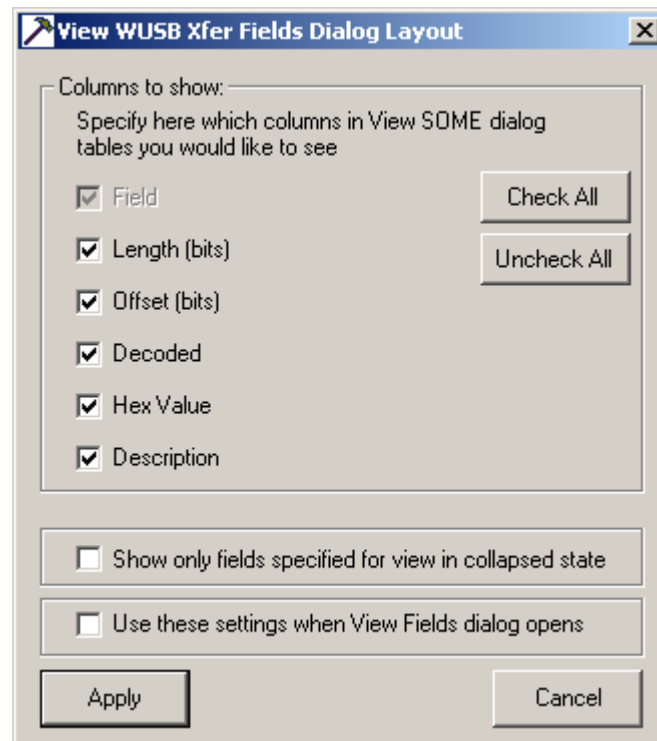 View WUSB Xfer Fields Dialog Layout
Columns to show:
Specify here which columns in View SOME dialog
tables you would like to see
Field
Check All
Length (bits)
Uncheck All
Offset (bits)
Decoded
Hex Value
Description
Show only fields specified for view in collapsed state
Use these settings when View Fields dialog opens
Apply
Cancel